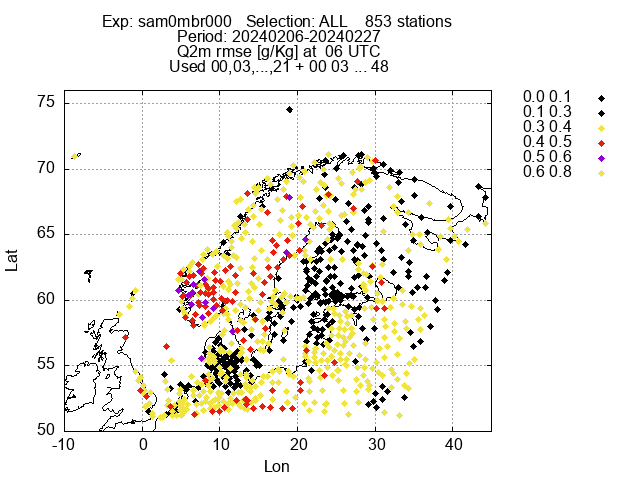 Exp: sam0mbr000   Selection: ALL    853 stations
Period: 20240206-20240227
Q2m rmse [g/Kg] at  06 UTC
Used 00,03,...,21 + 00 03 ... 48
0.0 0.1
0.1 0.3
0.3 0.4
0.4 0.5
0.5 0.6
0.6 0.8
75
70
65
60
55
50
Lat
-10 0 10 20 30 40
Lon